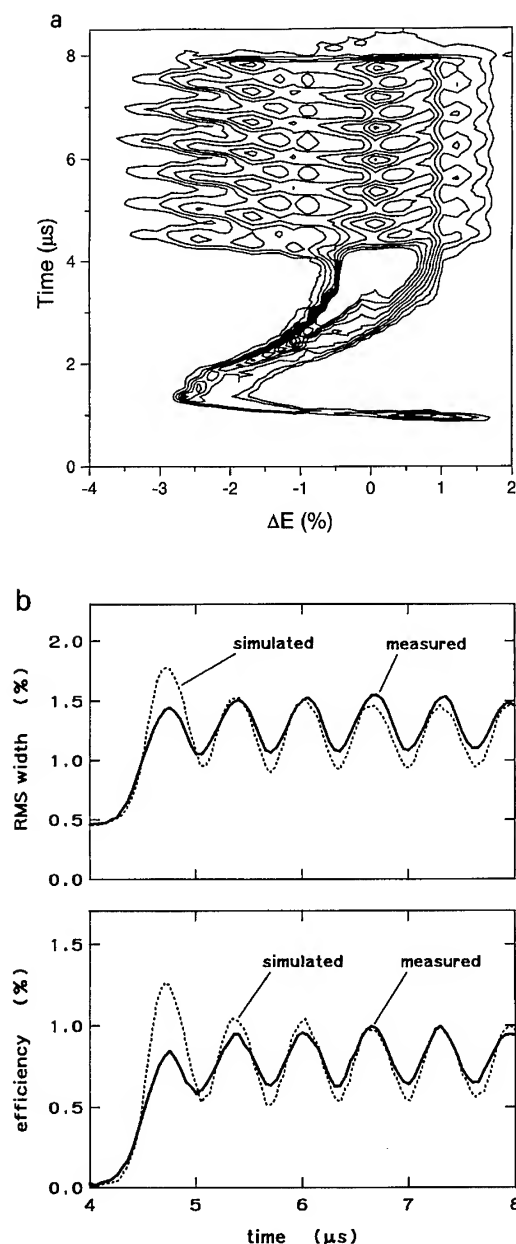 a
8
6
4
2
0
Time (μs)
-4 -3 -2 -1 0 1 2
ΔE (%)
b
2.0
1.5
1.0
0.5
0.0
RMS width (%)
simulated
measured
1.5
1.0
0.5
0.0
efficiency (%)
simulated
measured
4 5 6 7 8
time (μs)